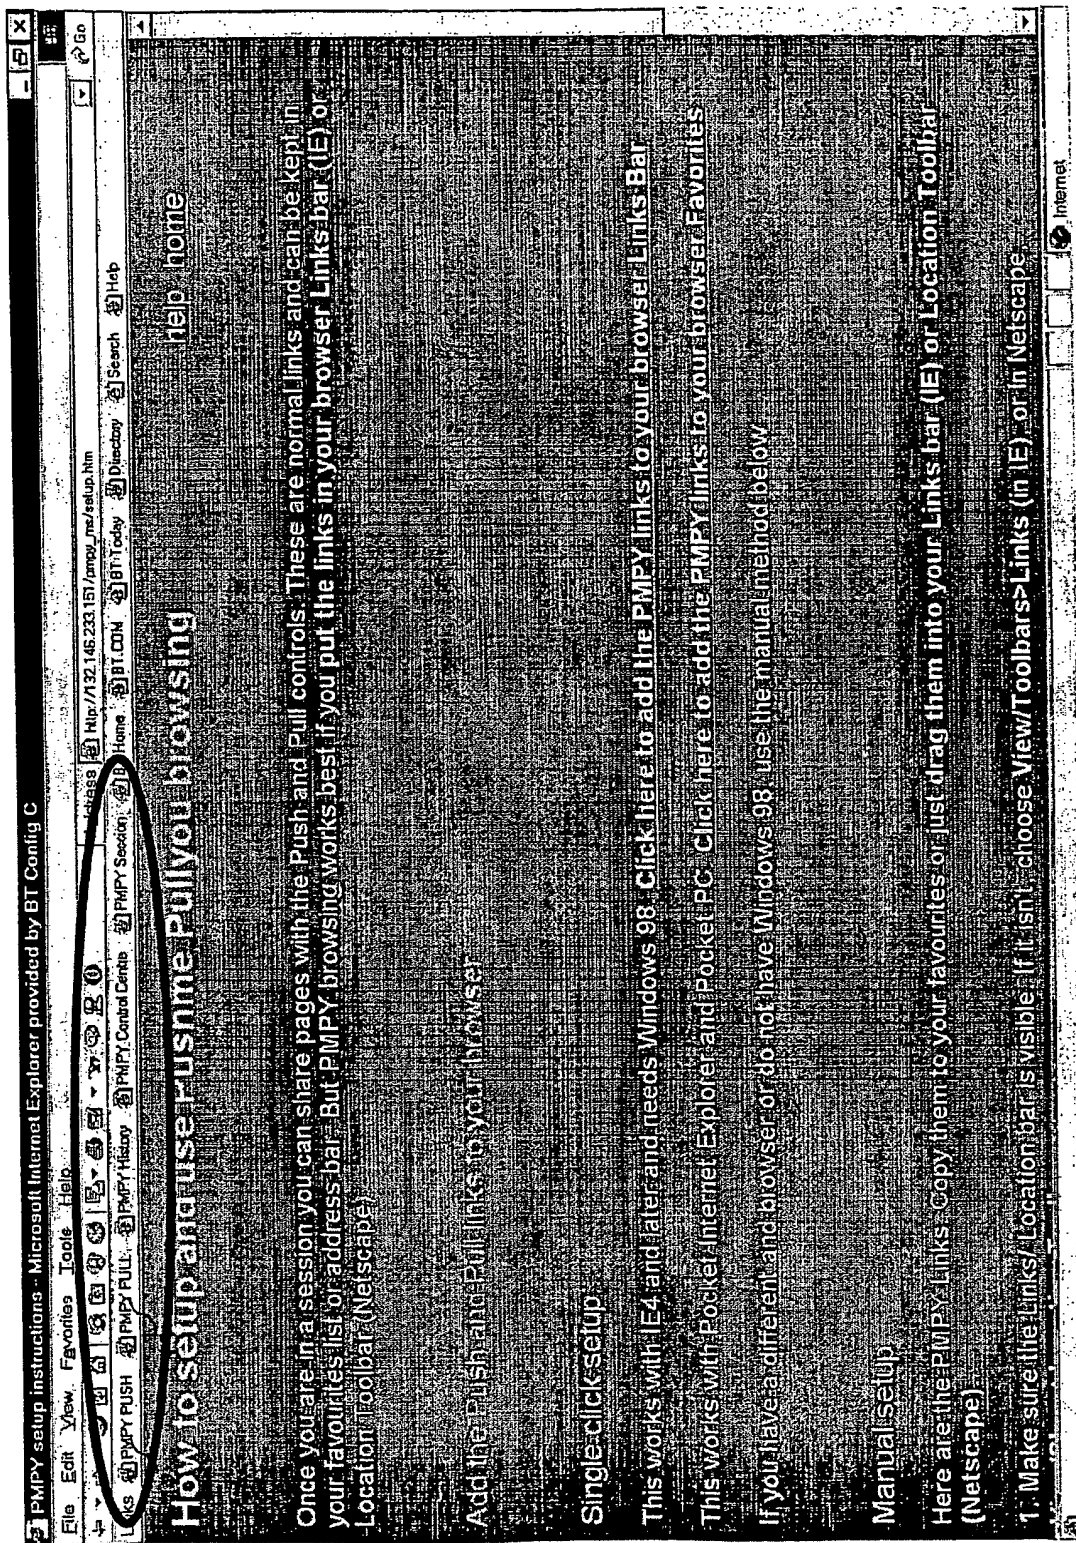 PMPY setup instructions - Microsoft Internet Explorer provided by BT Config C
File Edit View Favorites Tools Help
Address http://132.146.233.151/pmpy_ms/setup.htm Go
Links PMPY PUSH PMPY PULL PMPY History PMPY Control Centre PMPY Session Home BT.COM BT Today Directory Search Help
How to setup and use Pushme Pullyou browsing help home
Once you are in a session you can share pages with the Push and Pull controls. These are normal links and can be kept in
your favourites list or address bar. But PMPY browsing works best if you put the links in your browser Links bar (IE) or
Location Toolbar (Netscape)
Add the Push and Pull links to your browser
Single click setup
This works with IE4 and later and needs Windows 98 Click here to add the PMPY links to your browser Links Bar
This works with Pocket Internet Explorer and Pocket PC. Click here to add the PMPY links to your browser Favorites
If you have a different and browser or do not have Windows 98, use the manual method below
Manual setup
Here are the PMPY Links. Copy them to your favourites or just drag them into your Links bar (IE) or Location Toolbar
(Netscape).
1. Make sure the Links/ Location bar is visible. If it isn't, choose View/Toolbars>Links (in IE), or in Netscape
Internet